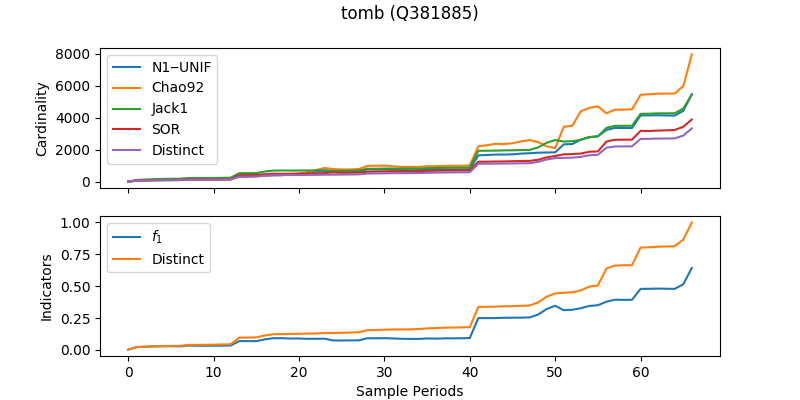 tomb (Q381885)
8000
6000
4000
2000
0
Cardinality
N1‒UNIF
Chao92
Jack1
SOR
Distinct
1.00
0.75
0.50
0.25
0.00
Indicators
f1
Distinct
0 10 20 30 40 50 60
Sample Periods